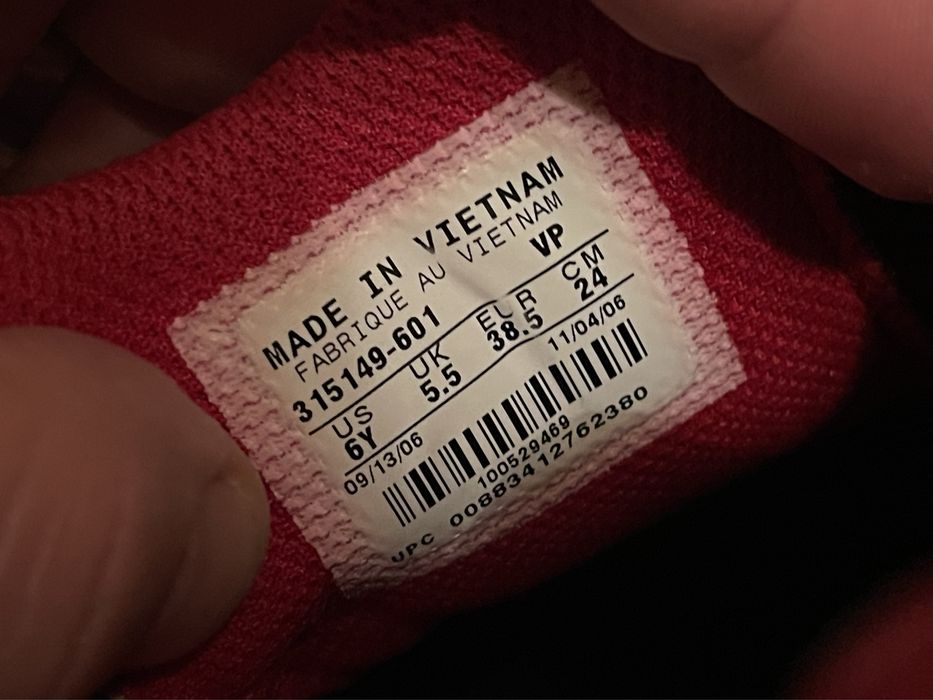 MADE IN VIETNAM
FABRIQUE AU VIETNAM
315149-601 VP
US UK EUR CM
6Y 5.5 38.5 24
09/13/06 11/04/06
100529469
UPC 00883412762380